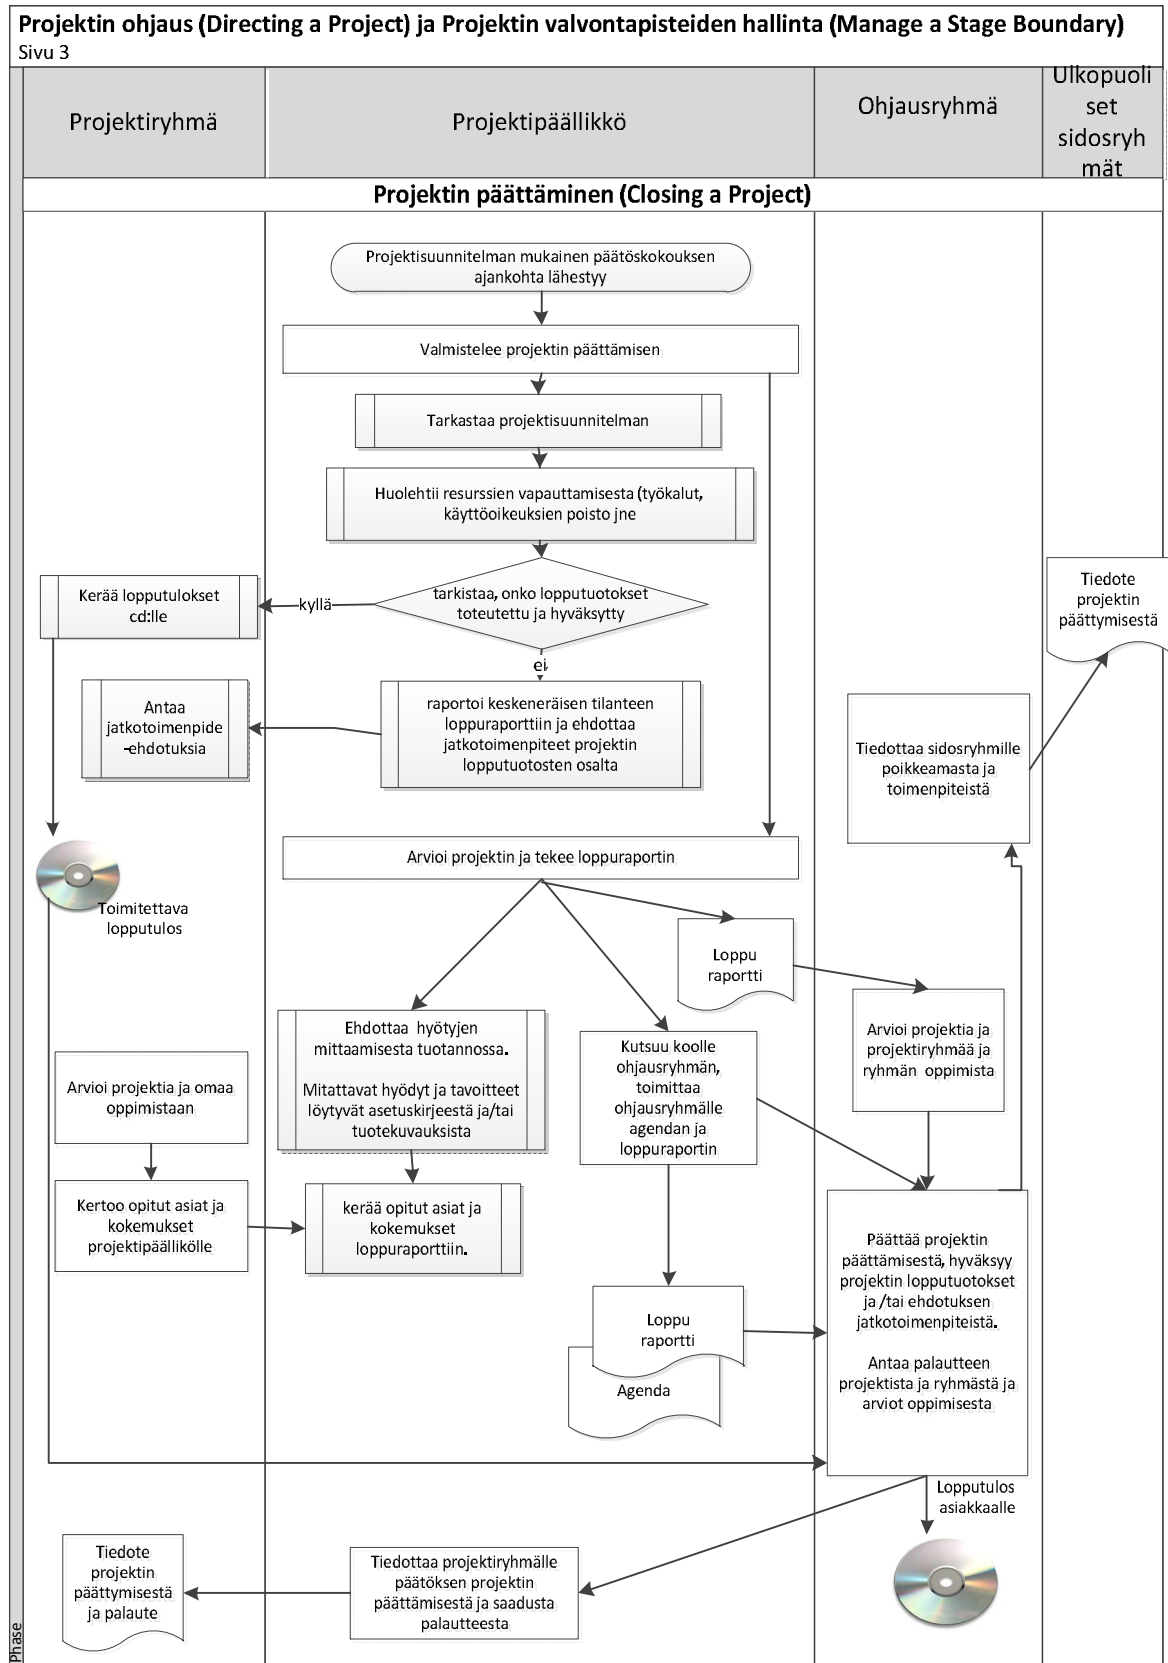 Projektin ohjaus (Directing a Project) ja Projektin valvontapisteiden hallinta (Manage a Stage Boundary)
Sivu 3
Projektiryhmä
Projektipäällikkö
Ohjausryhmä
Ulkopuoli
set
sidosryh
mät
Projektin päättäminen (Closing a Project)
Projektisuunnitelman mukainen päätöskokouksen
ajankohta lähestyy
Valmistelee projektin päättämisen
Tarkastaa projektisuunnitelman
Huolehtii resurssien vapauttamisesta (työkalut,
käyttöoikeuksien poisto jne
tarkistaa, onko lopputuotokset
toteutettu ja hyväksytty
kyllä
Kerää lopputulokset
cd:lle
ei
Tiedote
projektin
päättymisestä
Antaa
jatkotoimenpide
-ehdotuksia
raportoi keskeneräisen tilanteen
loppuraporttiin ja ehdottaa
jatkotoimenpiteet projektin
lopputuotosten osalta
Tiedottaa sidosryhmille
poikkeamasta ja
toimenpiteistä
Arvioi projektin ja tekee loppuraportin
Toimitettava
lopputulos
Loppu
raportti
Ehdottaa hyötyjen
mittaamisesta tuotannossa.
Mitattavat hyödyt ja tavoitteet
löytyvät asetuskirjeestä ja/tai
tuotekuvauksista
Kutsuu koolle
ohjausryhmän,
toimittaa
ohjausryhmälle
agendan ja
loppuraportin
Arvioi projektia ja
projektiryhmää ja
ryhmän oppimista
Arvioi projektia ja omaa
oppimistaan
Kertoo opitut asiat ja
kokemukset
projektipäällikölle
kerää opitut asiat ja
kokemukset
loppuraporttiin.
Päättää projektin
päättämisestä, hyväksyy
projektin lopputuotokset
ja /tai ehdotuksen
jatkotoimenpiteistä.
Antaa palautteen
projektista ja ryhmästä ja
arviot oppimisesta
Loppu
raportti
Agenda
Lopputulos
asiakkaalle
Tiedote
projektin
päättymisestä
ja palaute
Tiedottaa projektiryhmälle
päätöksen projektin
päättämisestä ja saadusta
palautteesta
Phase